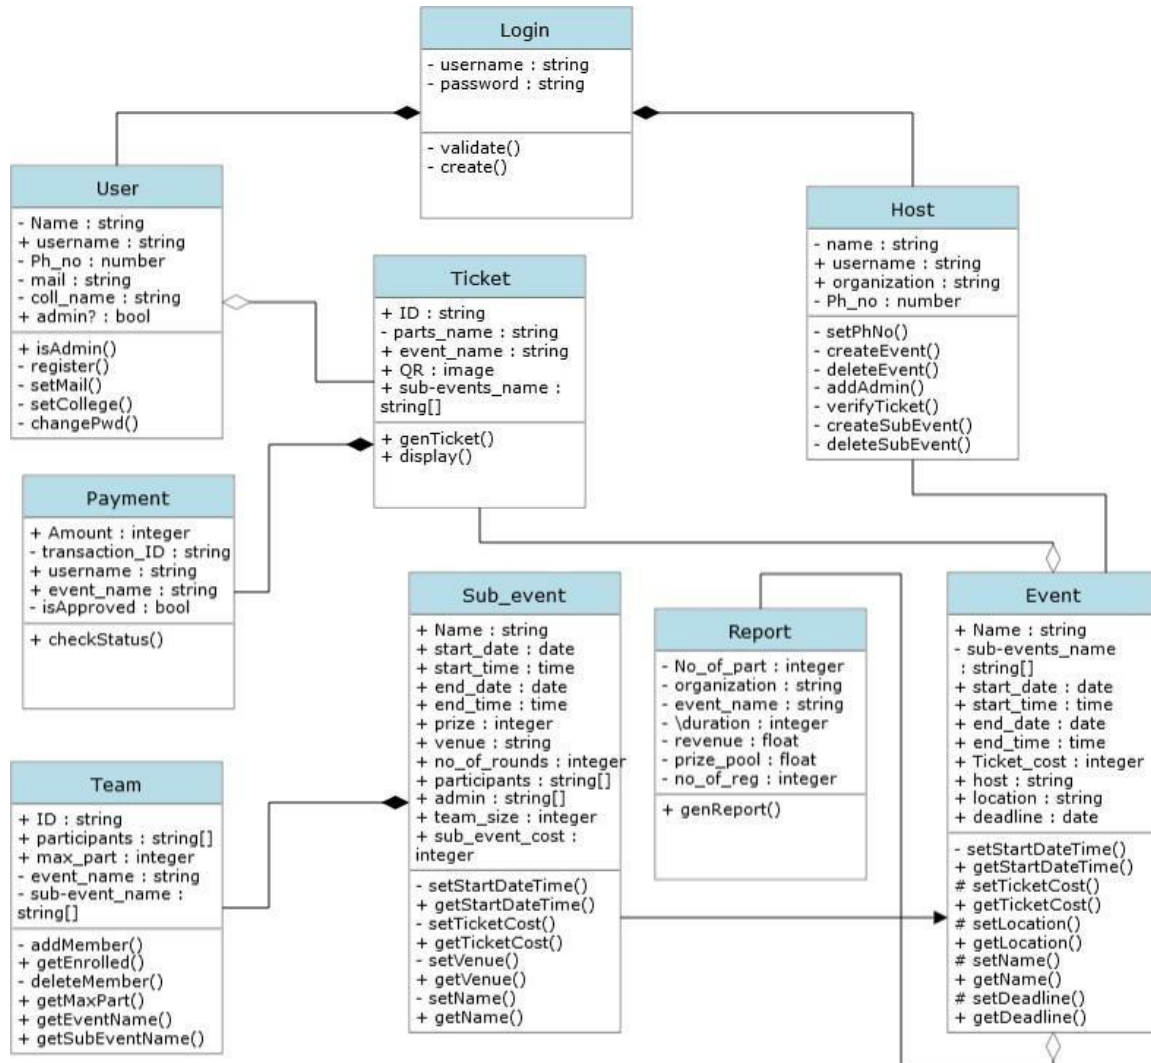 Login
- username : string
- password : string
- validate()
- create()
User
- Name : string
+ username : string
- Ph_no : number
- mail : string
- coll_name : string
+ admin? : bool
+ isAdmin()
- register()
- setMail()
- setCollege()
- changePwd()
Host
- name : string
+ username : string
+ organization : string
- Ph_no : number
- setPhNo()
- createEvent()
- deleteEvent()
- addAdmin()
- verifyTicket()
- createSubEvent()
- deleteSubEvent()
Ticket
+ ID : string
- parts_name : string
+ event_name : string
+ QR : image
+ sub-events_name :
string[]
+ genTicket()
+ display()
Payment
+ Amount : integer
- transaction_ID : string
+ username : string
+ event_name : string
- isApproved : bool
+ checkStatus()
Sub_event
+ Name : string
+ start_date : date
+ start_time : time
+ end_date : date
+ end_time : time
+ prize : integer
+ venue : string
+ no_of_rounds : integer
+ participants : string[]
+ admin : string[]
+ team_size : integer
+ sub_event_cost :
integer
- setStartDateTime()
+ getStartDateTime()
- setTicketCost()
+ getTicketCost()
- setVenue()
+ getVenue()
- setName()
+ getName()
Report
- No_of_part : integer
- organization : string
- event_name : string
- \duration : integer
- revenue : float
- prize_pool : float
- no_of_reg : integer
+ genReport()
Event
+ Name : string
- sub-events_name
: string[]
+ start_date : date
+ start_time : time
+ end_date : date
+ end_time : time
+ Ticket_cost : integer
+ host : string
+ location : string
+ deadline : date
- setStartDateTime()
+ getStartDateTime()
# setTicketCost()
+ getTicketCost()
# setLocation()
+ getLocation()
# setName()
+ getName()
# setDeadline()
+ getDeadline()
Team
+ ID : string
+ participants : string[]
+ max_part : integer
- event_name : string
- sub-event_name :
string[]
- addMember()
+ getEnrolled()
- deleteMember()
+ getMaxPart()
+ getEventName()
+ getSubEventName()